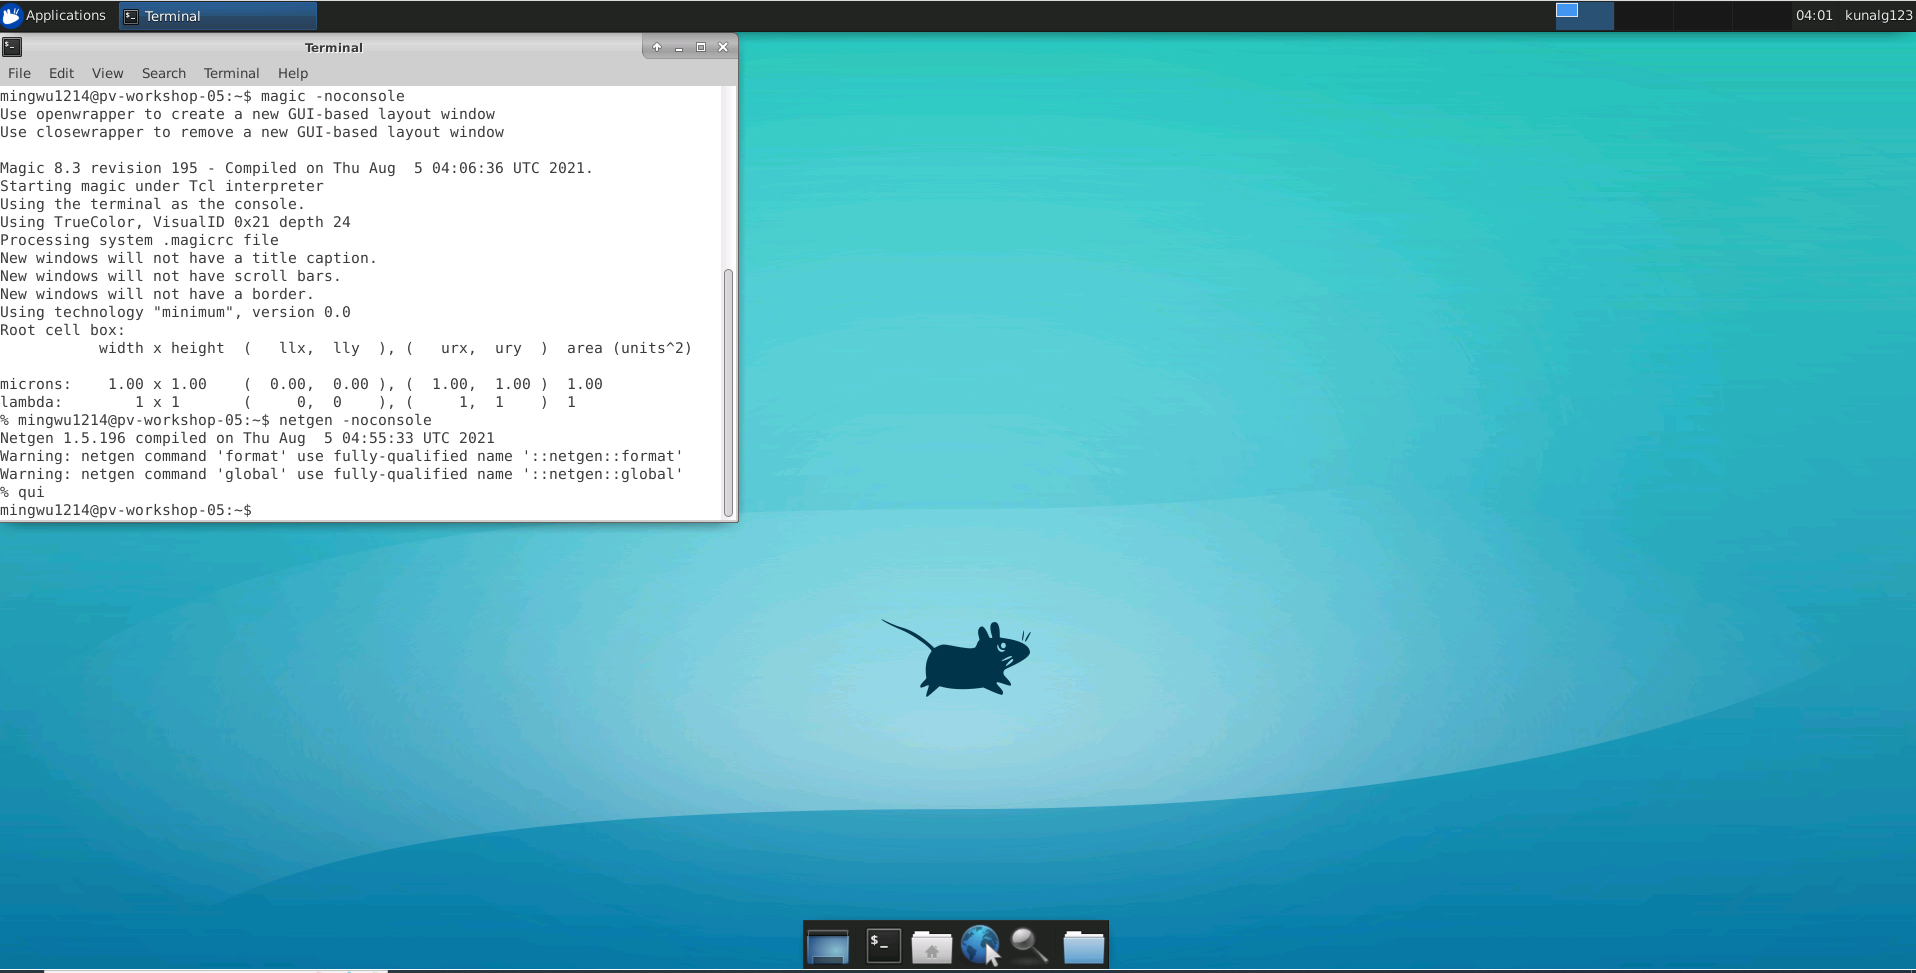 Applications Terminal 04:01 kunalg123
Terminal
File Edit View Search Terminal Help
mingwu1214@pv-workshop-05:~$ magic -noconsole
Use openwrapper to create a new GUI-based layout window
Use closewrapper to remove a new GUI-based layout window
Magic 8.3 revision 195 - Compiled on Thu Aug  5 04:06:36 UTC 2021.
Starting magic under Tcl interpreter
Using the terminal as the console.
Using TrueColor, VisualID 0x21 depth 24
Processing system .magicrc file
New windows will not have a title caption.
New windows will not have scroll bars.
New windows will not have a border.
Using technology "minimum", version 0.0
Root cell box:
           width x height  (   llx,  lly  ), (   urx,  ury  )  area (units^2)
microns:    1.00 x 1.00    (  0.00,  0.00 ), (  1.00,  1.00 )  1.00
lambda:        1 x 1       (     0,  0    ), (     1,  1    )  1
% mingwu1214@pv-workshop-05:~$ netgen -noconsole
Netgen 1.5.196 compiled on Thu Aug  5 04:55:33 UTC 2021
Warning: netgen command 'format' use fully-qualified name '::netgen::format'
Warning: netgen command 'global' use fully-qualified name '::netgen::global'
% qui
mingwu1214@pv-workshop-05:~$
$_